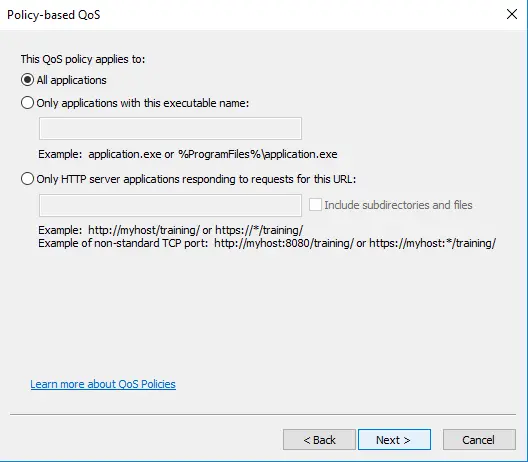 Policy-based QoS
This QoS policy applies to:
All applications
Only applications with this executable name:
Example:  application.exe or %ProgramFiles%\application.exe
Only HTTP server applications responding to requests for this URL:
Include subdirectories and files
Example:  http://myhost/training/ or https://*/training/
Example of non-standard TCP port:  http://myhost:8080/training/ or https://myhost:*/training/
Learn more about QoS Policies
< Back
Next >
Cancel